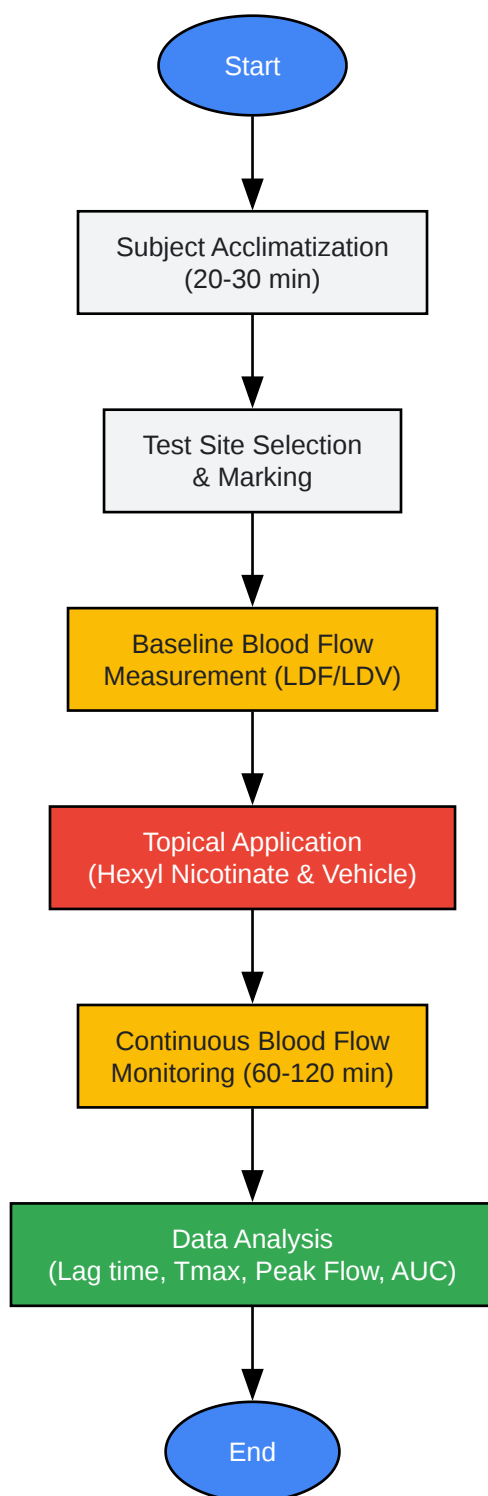 Start
Subject Acclimatization
(20-30 min)
Test Site Selection
& Marking
Baseline Blood Flow
Measurement (LDF/LDV)
Topical Application
(Hexyl Nicotinate & Vehicle)
Continuous Blood Flow
Monitoring (60-120 min)
Data Analysis
(Lag time, Tmax, Peak Flow, AUC)
End